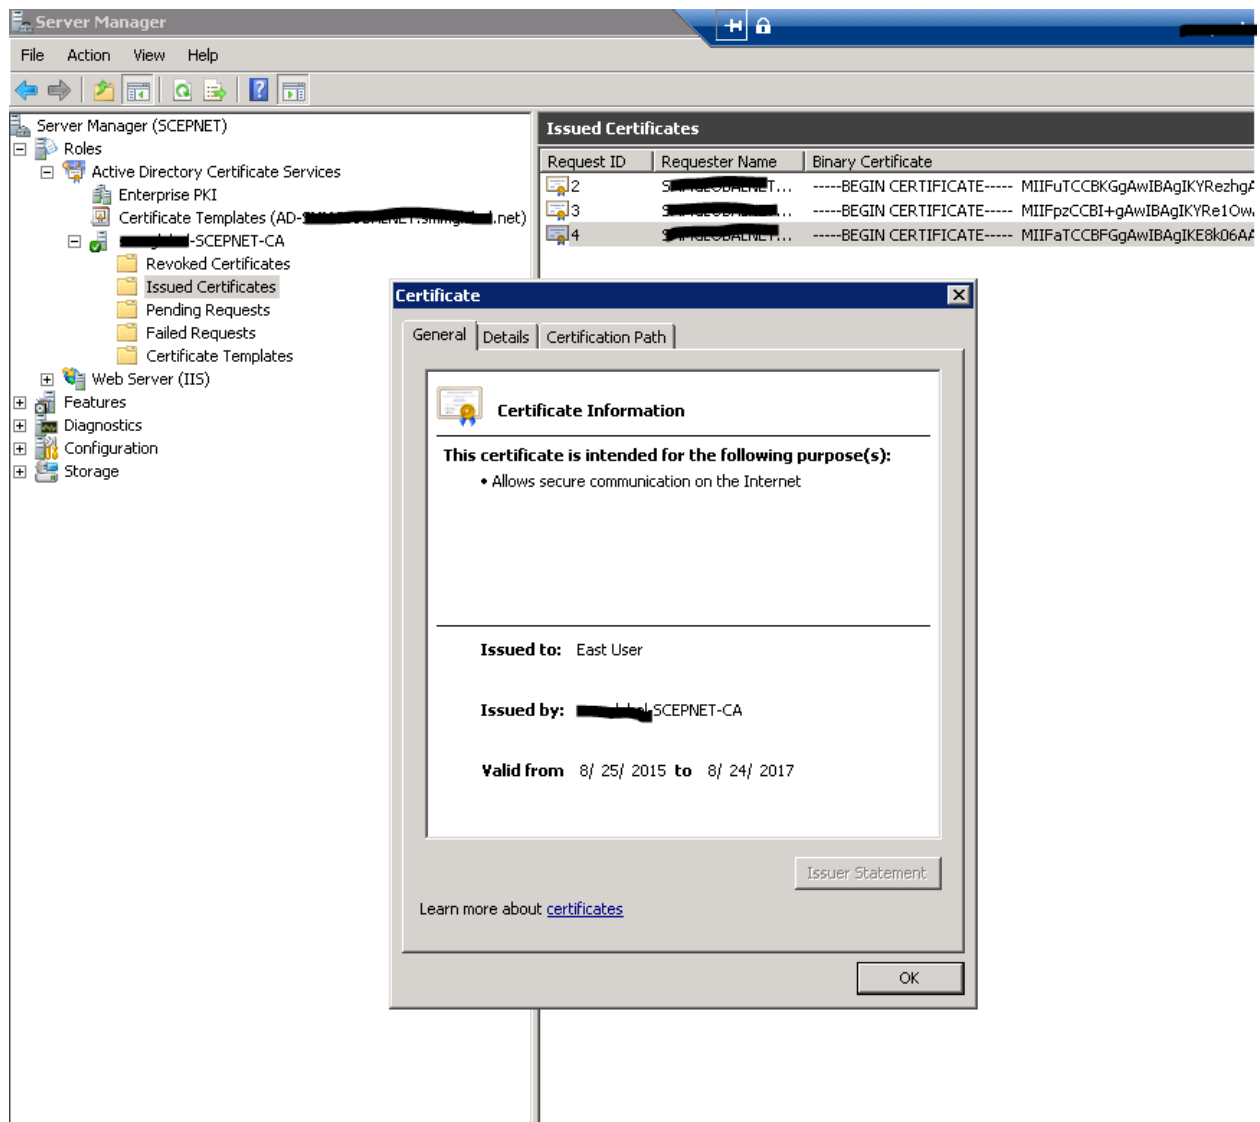 Server Manager
File Action View Help
Server Manager (SCEPNET)
Roles
Active Directory Certificate Services
Enterprise PKI
Certificate Templates (AD- .net)
-SCEPNET-CA
Revoked Certificates
Issued Certificates
Pending Requests
Failed Requests
Certificate Templates
Web Server (IIS)
Features
Diagnostics
Configuration
Storage
Issued Certificates
Request ID Requester Name Binary Certificate
2 -----BEGIN CERTIFICATE----- MIIFuTCCBKGgAwIBAgIKYRezhgA
3 -----BEGIN CERTIFICATE----- MIIFpzCCBI+gAwIBAgIKYRe1Ow
4 -----BEGIN CERTIFICATE----- MIIFaTCCBFGgAwIBAgIKE8k06AA
Certificate
General Details Certification Path
Certificate Information
This certificate is intended for the following purpose(s):
• Allows secure communication on the Internet
Issued to: East User
Issued by: -SCEPNET-CA
Valid from 8/ 25/ 2015 to 8/ 24/ 2017
Issuer Statement
Learn more about certificates
OK